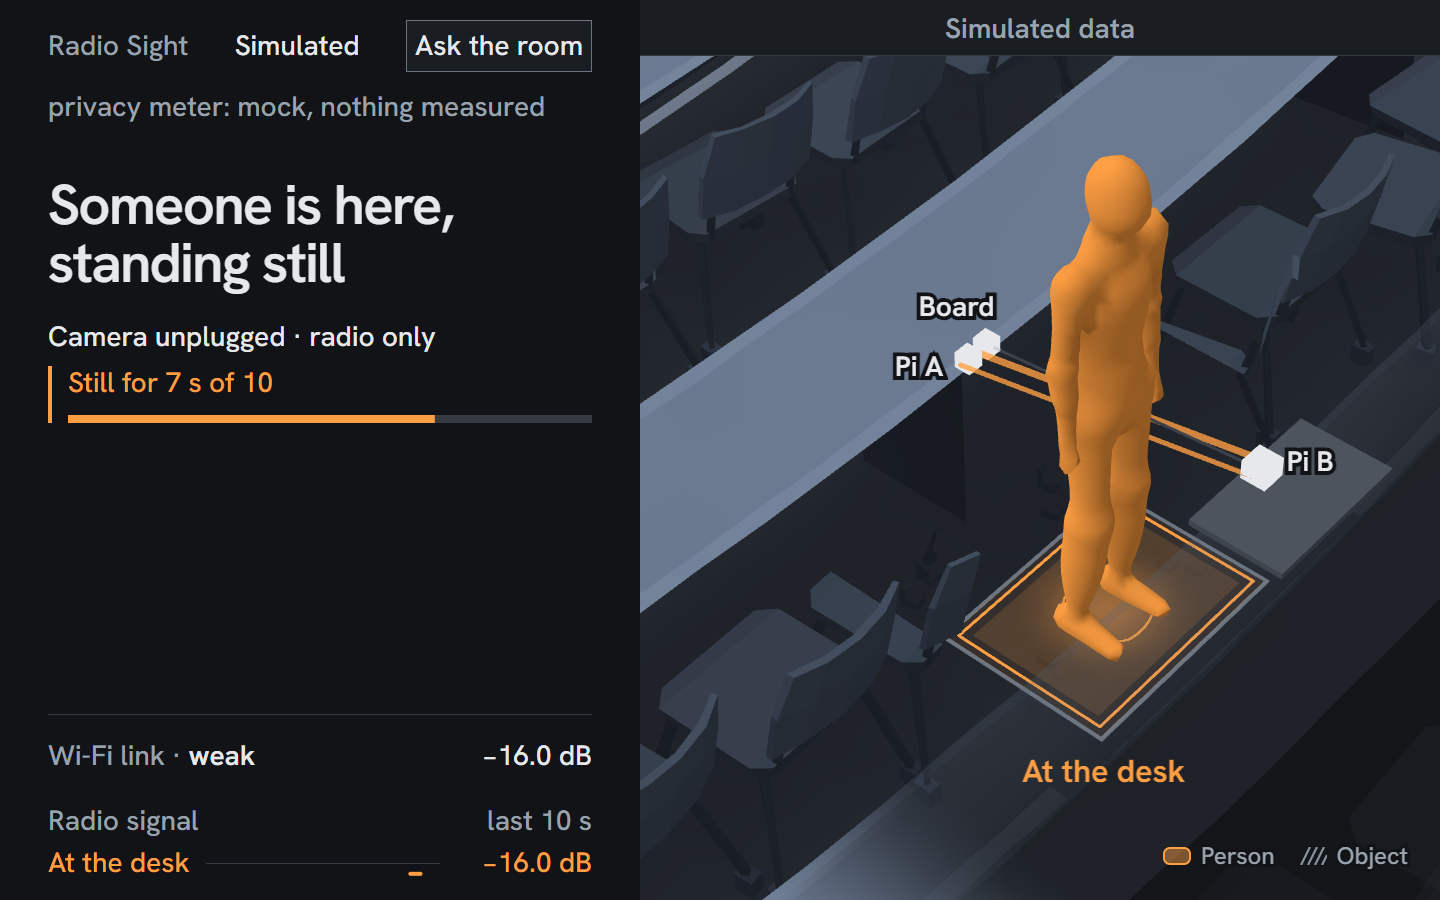 Radio Sight Simulated Ask the room
privacy meter: mock, nothing measured
Someone is here,
standing still
Camera unplugged · radio only
Still for 7 s of 10
Wi-Fi link · weak −16.0 dB
Radio signal last 10 s
At the desk −16.0 dB
Simulated data
Board
Pi A
Pi B
At the desk
Person Object